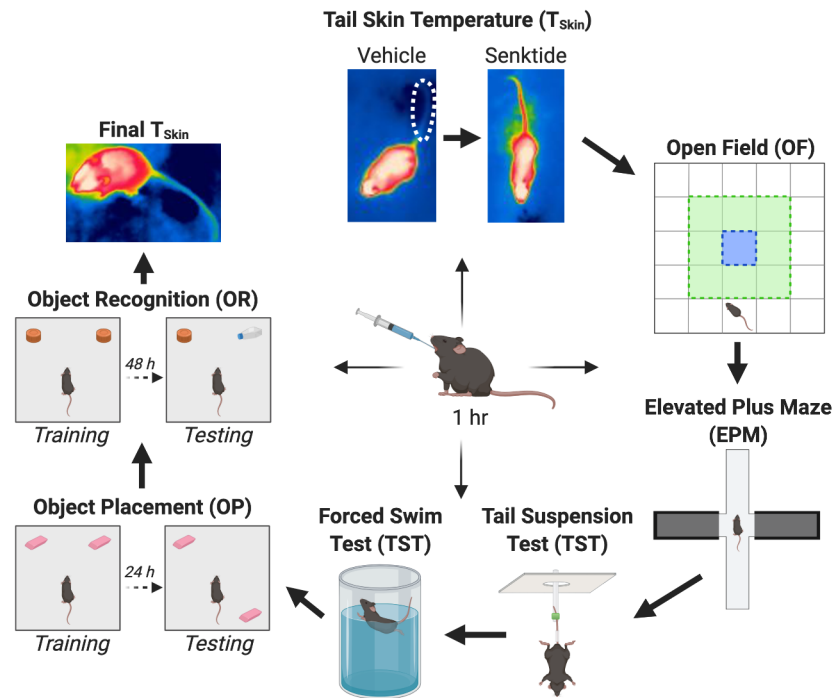 Tail Skin Temperature (TSkin)
Vehicle
Senktide
Open Field (OF)
Elevated Plus Maze
(EPM)
Tail Suspension
Test (TST)
Forced Swim
Test (TST)
Object Placement (OP)
24 h
Training
Testing
Object Recognition (OR)
48 h
Training
Testing
Final TSkin
1 hr